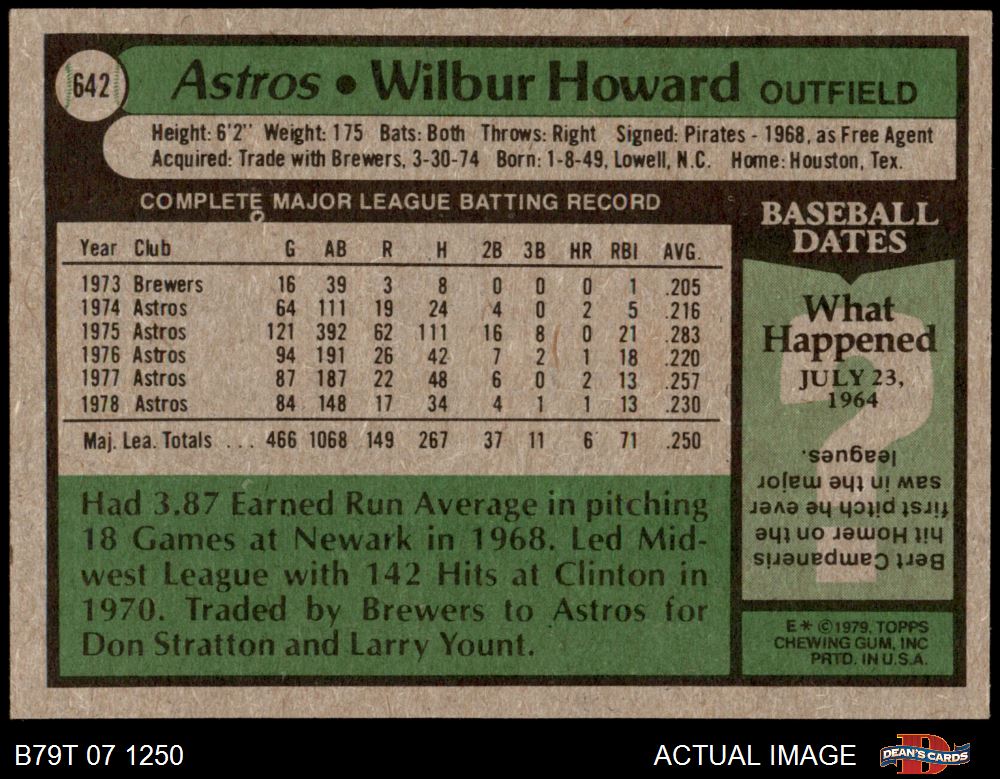 642
Astros • Wilbur Howard OUTFIELD
Height: 6'2" Weight: 175 Bats: Both Throws: Right Signed: Pirates - 1968, as Free Agent
Acquired: Trade with Brewers, 3-30-74 Born: 1-8-49, Lowell, N.C. Home: Houston, Tex.
COMPLETE MAJOR LEAGUE BATTING RECORD
Year Club G AB R H 2B 3B HR RBI AVG.
1973 Brewers 16 39 3 8 0 0 0 1 .205
1974 Astros 64 111 19 24 4 0 2 5 .216
1975 Astros 121 392 62 111 16 8 0 21 .283
1976 Astros 94 191 26 42 7 2 1 18 .220
1977 Astros 87 187 22 48 6 0 2 13 .257
1978 Astros 84 148 17 34 4 1 1 13 .230
Maj. Lea. Totals ... 466 1068 149 267 37 11 6 71 .250
Had 3.87 Earned Run Average in pitching
18 Games at Newark in 1968. Led Mid-
west League with 142 Hits at Clinton in
1970. Traded by Brewers to Astros for
Don Stratton and Larry Yount.
BASEBALL
DATES
What
Happened
JULY 23,
1964
?
Bert Campaneris
hit Homer on the
first pitch he ever
saw in the major
leagues.
E* ©1979, TOPPS
CHEWING GUM, INC
PRTD. IN U.S.A.
B79T 07 1250
ACTUAL IMAGE
D
DEAN'S CARDS